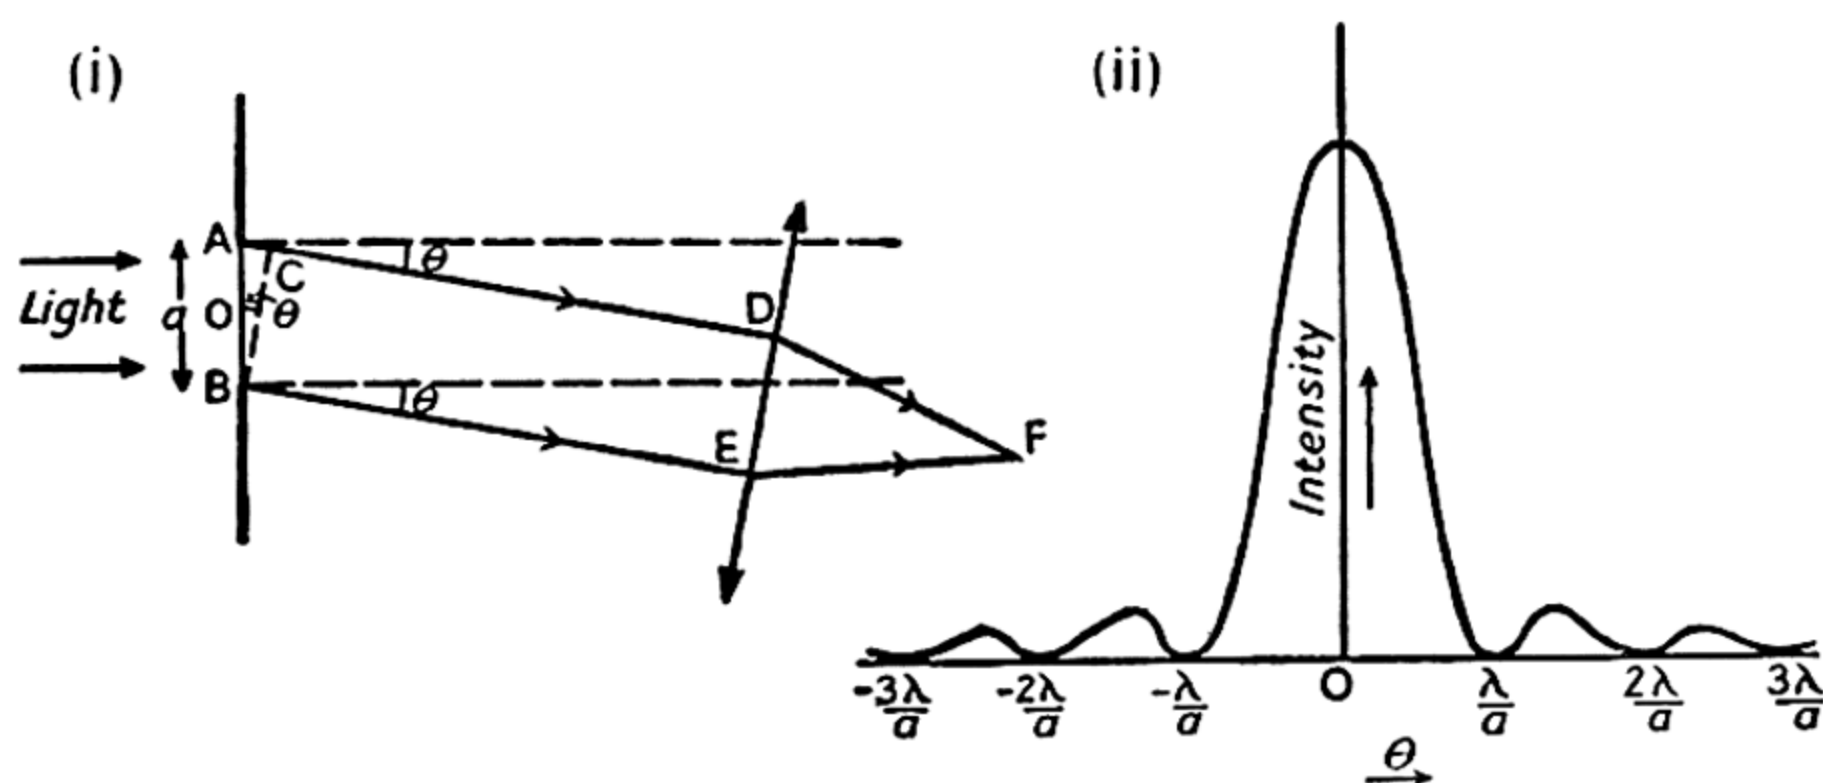 (i)
(ii)
A
θ
C
Light
a
O
θ
D
B
θ
E
F
Intensity
-3λ/a
-2λ/a
-λ/a
O
λ/a
2λ/a
3λ/a
θ